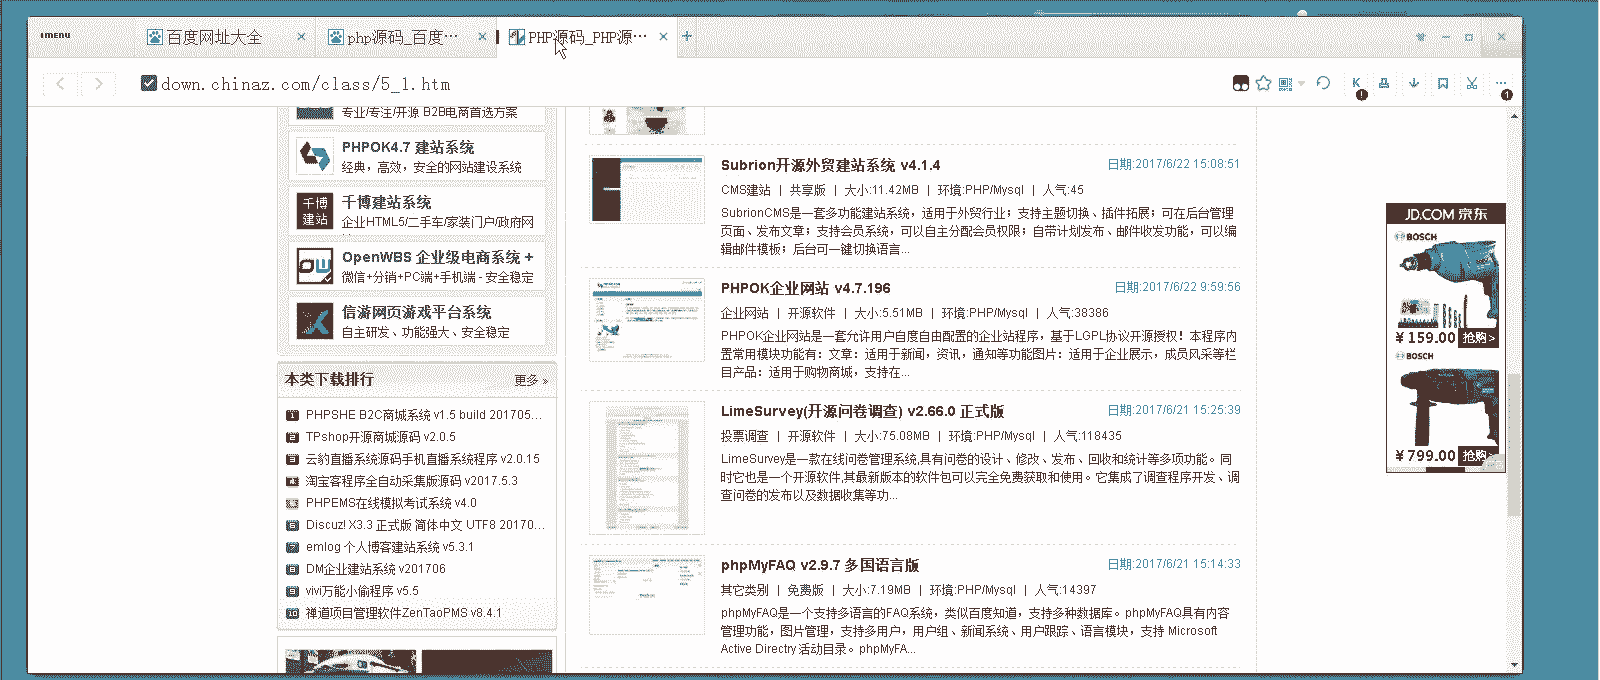 MENU
百度网址大全
php源码_百度…
PHP源码_PHP源…
down.chinaz.com/class/5_1.htm
专业/专注/开源 B2B电商首选方案
PHPOK4.7 建站系统
经典，高效，安全的网站建设系统
千博
建站
千博建站系统
企业HTML5/二手车/家装门户/政府网
OpenWBS 企业级电商系统 +
微信+分销+PC端+手机端 - 安全稳定
信游网页游戏平台系统
自主研发、功能强大、安全稳定
本类下载排行
更多 »
1 PHPSHE B2C商城系统 v1.5 build 201705…
2 TPshop开源商城源码 v2.0.5
3 云豹直播系统源码手机直播系统程序 v2.0.15
4 淘宝客程序全自动采集版源码 v2017.5.3
5 PHPEMS在线模拟考试系统 v4.0
6 Discuz! X3.3 正式版 简体中文 UTF8 20170…
7 emlog 个人博客建站系统 v5.3.1
8 DM企业建站系统 v201706
9 vivi万能小偷程序 v5.5
10 禅道项目管理软件ZenTaoPMS v8.4.1
Subrion开源外贸建站系统 v4.1.4
日期:2017/6/22 15:08:51
CMS建站 | 共享版 | 大小:11.42MB | 环境:PHP/Mysql | 人气:45
SubrionCMS是一套多功能建站系统，适用于外贸行业；支持主题切换、插件拓展；可在后台管理
页面、发布文章；支持会员系统，可以自主分配会员权限；自带计划发布、邮件收发功能，可以编
辑邮件模板；后台可一键切换语言...
PHPOK企业网站 v4.7.196
日期:2017/6/22 9:59:56
企业网站 | 开源软件 | 大小:5.51MB | 环境:PHP/Mysql | 人气:38386
PHPOK企业网站是一套允许用户自度自由配置的企业站程序，基于LGPL协议开源授权！本程序内
置常用模块功能有：文章：适用于新闻，资讯，通知等功能图片：适用于企业展示，成员风采等栏
目产品：适用于购物商城，支持在...
LimeSurvey(开源问卷调查) v2.66.0 正式版
日期:2017/6/21 15:25:39
投票调查 | 开源软件 | 大小:75.08MB | 环境:PHP/Mysql | 人气:118435
LimeSurvey是一款在线问卷管理系统,具有问卷的设计、修改、发布、回收和统计等多项功能。同
时它也是一个开源软件,其最新版本的软件包可以完全免费获取和使用。它集成了调查程序开发、调
查问卷的发布以及数据收集等功...
phpMyFAQ v2.9.7 多国语言版
日期:2017/6/21 15:14:33
其它类别 | 免费版 | 大小:7.19MB | 环境:PHP/Mysql | 人气:14397
phpMyFAQ是一个支持多语言的FAQ系统，类似百度知道，支持多种数据库。phpMyFAQ具有内容
管理功能，图片管理，支持多用户，用户组、新闻系统、用户跟踪、语言模块，支持 Microsoft
Active Directry 活动目录。phpMyFA...
JD.COM 京东
BOSCH
¥ 159.00 抢购>
BOSCH
¥ 799.00 抢购>